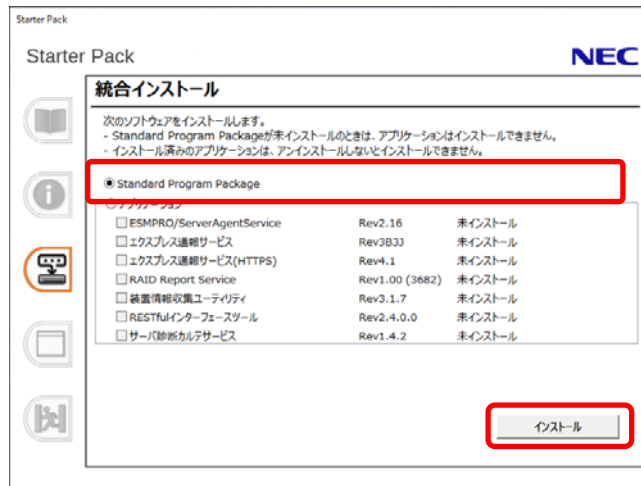 Starter Pack
Starter Pack
NEC
統合インストール
次のソフトウェアをインストールします。
- Standard Program Packageが未インストールのときは、アプリケーションはインストールできません。
- インストール済みのアプリケーションは、アンインストールしないとインストールできません。
Standard Program Package
アプリケーション
ESMPRO/ServerAgentService Rev2.16 未インストール
エクスプレス通報サービス Rev3B3J 未インストール
エクスプレス通報サービス(HTTPS) Rev4.1 未インストール
RAID Report Service Rev1.00 (3682) 未インストール
装置情報収集ユーティリティ Rev3.1.7 未インストール
RESTfulインターフェースツール Rev2.4.0.0 未インストール
サーバ診断カルテサービス Rev1.4.2 未インストール
インストール